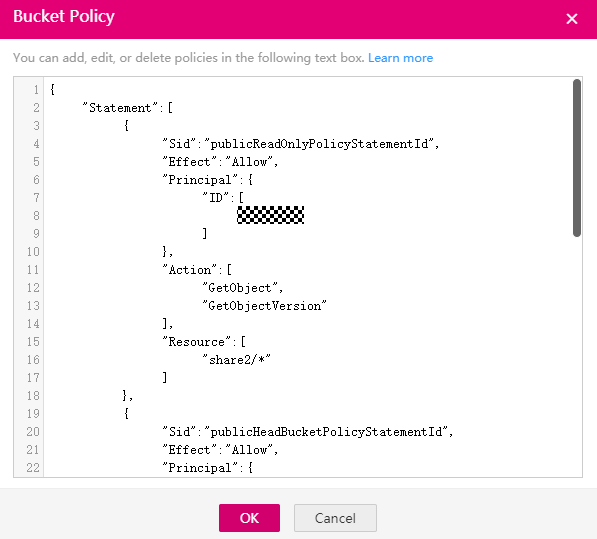 Bucket Policy
You can add, edit, or delete policies in the following text box. Learn more
1 {
2 "Statement":[
3 {
4 "Sid":"publicReadOnlyPolicyStatementId",
5 "Effect":"Allow",
6 "Principal":{
7 "ID":[
8
9 ]
10 },
11 "Action":[
12 "GetObject",
13 "GetObjectVersion"
14 ],
15 "Resource":[
16 "share2/*"
17 ]
18 },
19 {
20 "Sid":"publicHeadBucketPolicyStatementId",
21 "Effect":"Allow",
22 "Principal":{
OK
Cancel